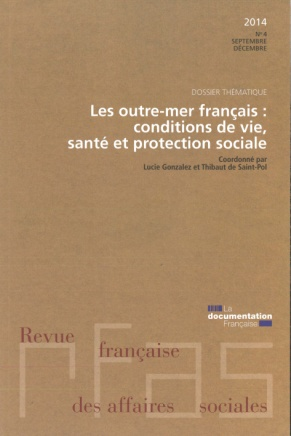 2014
N° 4
SEPTEMBRE
DÉCEMBRE
DOSSIER THÉMATIQUE
Les outre-mer français :
conditions de vie,
santé et protection sociale
Coordonné par
Lucie Gonzalez et Thibaut de Saint-Pol
La
documentation
Française
Revue
française
rfas
des affaires sociales